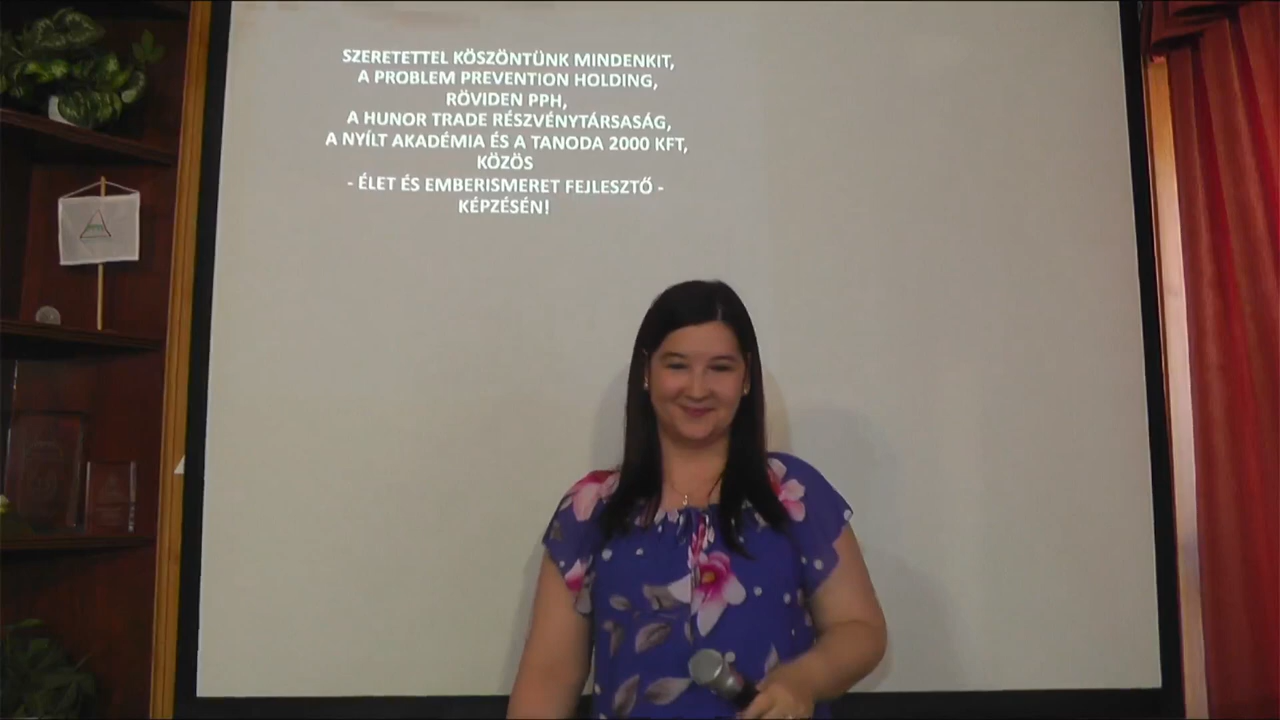 SZERETETTEL KÖSZÖNTÜNK MINDENKIT,
A PROBLEM PREVENTION HOLDING,
RÖVIDEN PPH,
A HUNOR TRADE RÉSZVÉNYTÁRSASÁG,
A NYÍLT AKADÉMIA ÉS A TANODA 2000 KFT,
KÖZÖS
- ÉLET ÉS EMBERISMERET FEJLESZTŐ -
KÉPZÉSÉN!